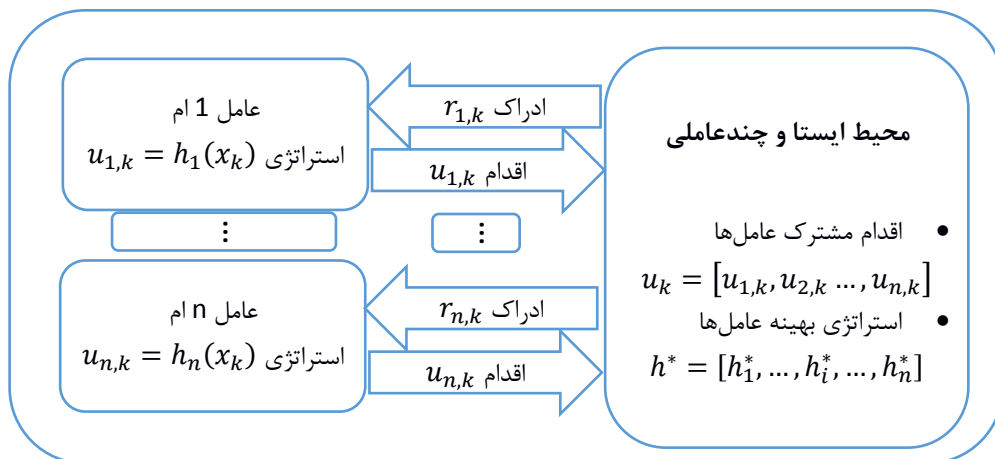 عامل 1 ام
استراتژی u_{1,k} = h_1(x_k)
ادراک r_{1,k}
اقدام u_{1,k}
⋮
⋮
عامل n ام
استراتژی u_{n,k} = h_n(x_k)
ادراک r_{n,k}
اقدام u_{n,k}
محیط ایستا و چندعاملی
• اقدام مشترک عامل‌ها
u_k = [u_{1,k}, u_{2,k} …, u_{n,k}]
• استراتژی بهینه عامل‌ها
h^* = [h_1^*, …, h_i^*, …, h_n^*]